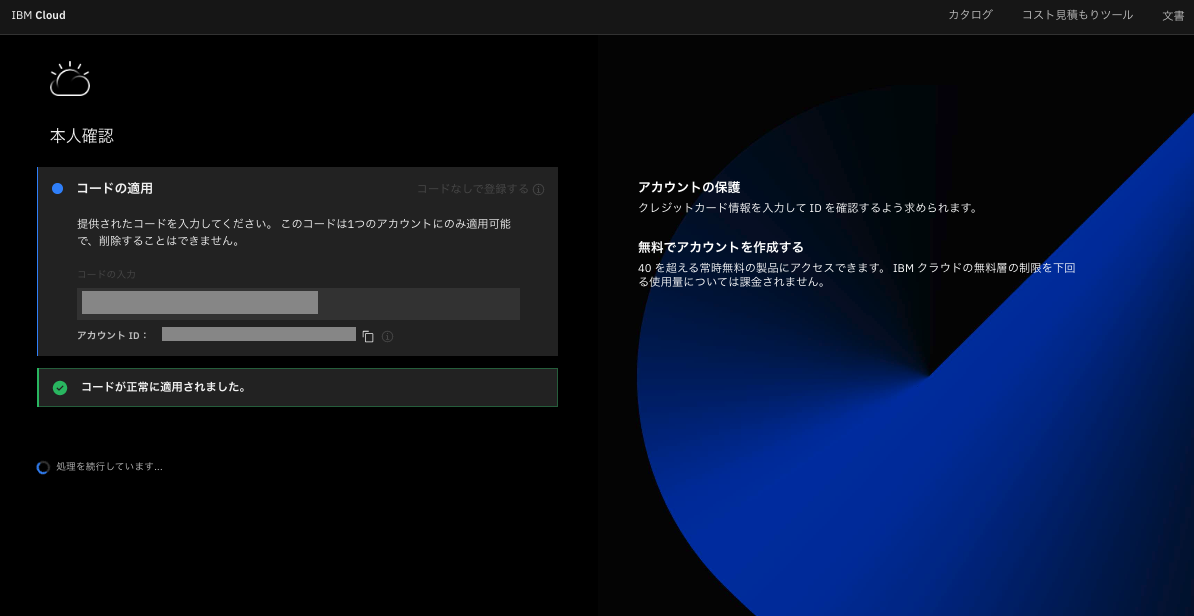 IBM Cloud
カタログ
コスト見積もりツール
文書
本人確認
コードの適用
コードなしで登録する
提供されたコードを入力してください。 このコードは1つのアカウントにのみ適用可能
で、削除することはできません。
コードの入力
アカウント ID：
コードが正常に適用されました。
処理を続行しています...
アカウントの保護
クレジットカード情報を入力して ID を確認するよう求められます。
無料でアカウントを作成する
40 を超える常時無料の製品にアクセスできます。 IBM クラウドの無料層の制限を下回
る使用量については課金されません。